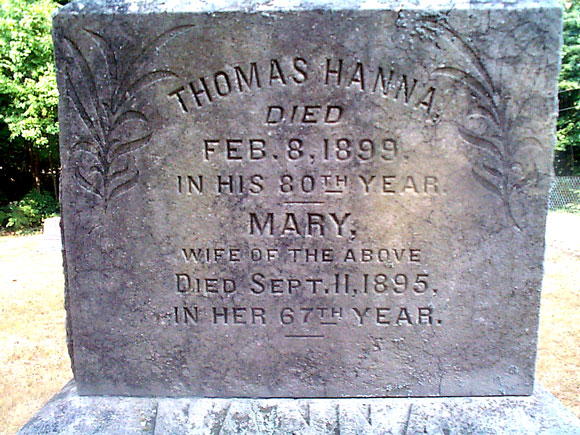 THOMAS HANNA,
DIED
FEB. 8, 1899.
IN HIS 80TH YEAR.
MARY,
WIFE OF THE ABOVE
DIED SEPT. 11, 1895.
IN HER 67TH YEAR.
HANNA